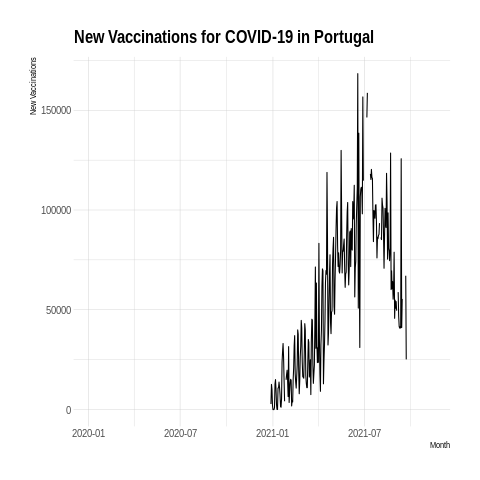 New Vaccinations for COVID-19 in Portugal
New Vaccinations
150000
100000
50000
0
2020-01 2020-07 2021-01 2021-07
Month